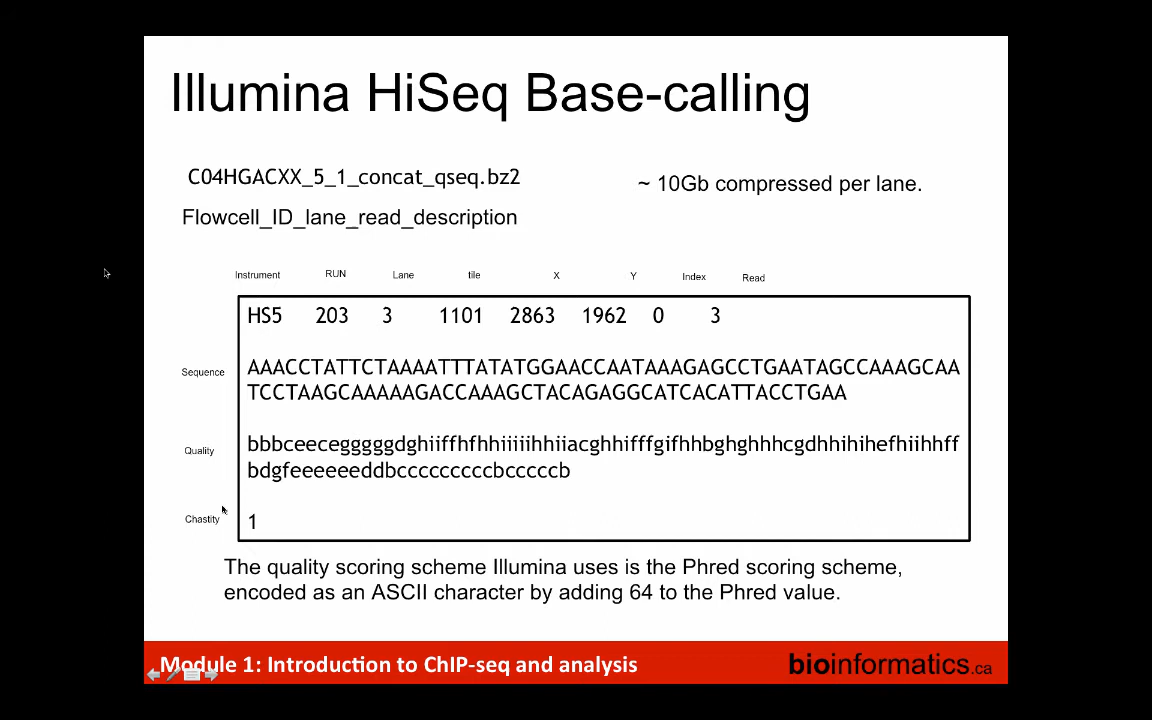 Illumina HiSeq Base-calling
C04HGACXX_5_1_concat_qseq.bz2
~ 10Gb compressed per lane.
Flowcell_ID_lane_read_description
Instrument RUN Lane tile X Y Index Read
HS5 203 3 1101 2863 1962 0 3
Sequence AAACCTATTCTAAAATTTATATGGAACCAATAAAGAGCCTGAATAGCCAAAGCAA
TCCTAAGCAAAAAGACCAAAGCTACAGAGGCATCACATTACCTGAA
Quality bbbceeceggggggdghiiffhfhhiiiiihhiiacghhifffgifhhbghghhhcgdhhihihefhiihhff
bdgfeeeeeeddbcccccccccbcccccb
Chastity 1
The quality scoring scheme Illumina uses is the Phred scoring scheme,
encoded as an ASCII character by adding 64 to the Phred value.
Module 1: Introduction to ChIP-seq and analysis
bioinformatics.ca